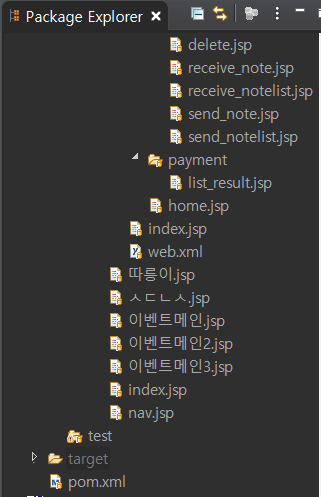 Package Explorer
delete.jsp
receive_note.jsp
receive_notelist.jsp
send_note.jsp
send_notelist.jsp
payment
list_result.jsp
home.jsp
index.jsp
web.xml
따릉이.jsp
ㅅㄷㄴㅅ.jsp
이벤트메인.jsp
이벤트메인2.jsp
이벤트메인3.jsp
index.jsp
nav.jsp
test
target
pom.xml